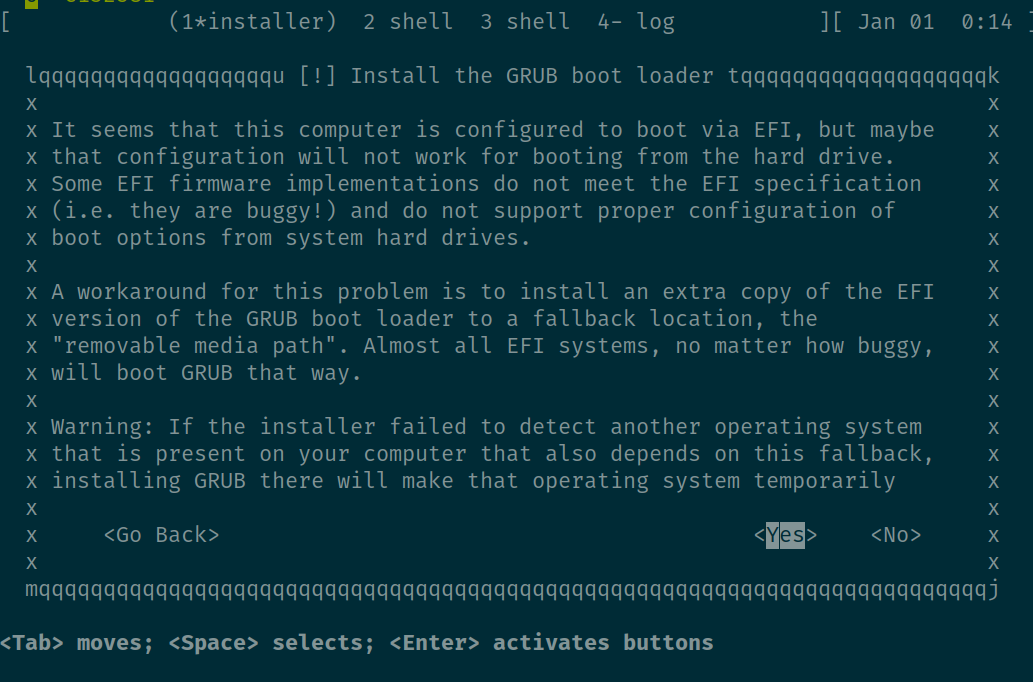 [            (1*installer)  2 shell  3 shell  4- log           ][ Jan 01  0:14 ]
lqqqqqqqqqqqqqqqqqqqu [!] Install the GRUB boot loader tqqqqqqqqqqqqqqqqqqqqk
x                                                                         x
x It seems that this computer is configured to boot via EFI, but maybe    x
x that configuration will not work for booting from the hard drive.       x
x Some EFI firmware implementations do not meet the EFI specification     x
x (i.e. they are buggy!) and do not support proper configuration of       x
x boot options from system hard drives.                                   x
x                                                                         x
x A workaround for this problem is to install an extra copy of the EFI    x
x version of the GRUB boot loader to a fallback location, the             x
x "removable media path". Almost all EFI systems, no matter how buggy,    x
x will boot GRUB that way.                                                x
x                                                                         x
x Warning: If the installer failed to detect another operating system     x
x that is present on your computer that also depends on this fallback,    x
x installing GRUB there will make that operating system temporarily       x
x                                                                         x
x     <Go Back>                                         <Yes>    <No>     x
x                                                                         x
mqqqqqqqqqqqqqqqqqqqqqqqqqqqqqqqqqqqqqqqqqqqqqqqqqqqqqqqqqqqqqqqqqqqqqqqqqj
<Tab> moves; <Space> selects; <Enter> activates buttons